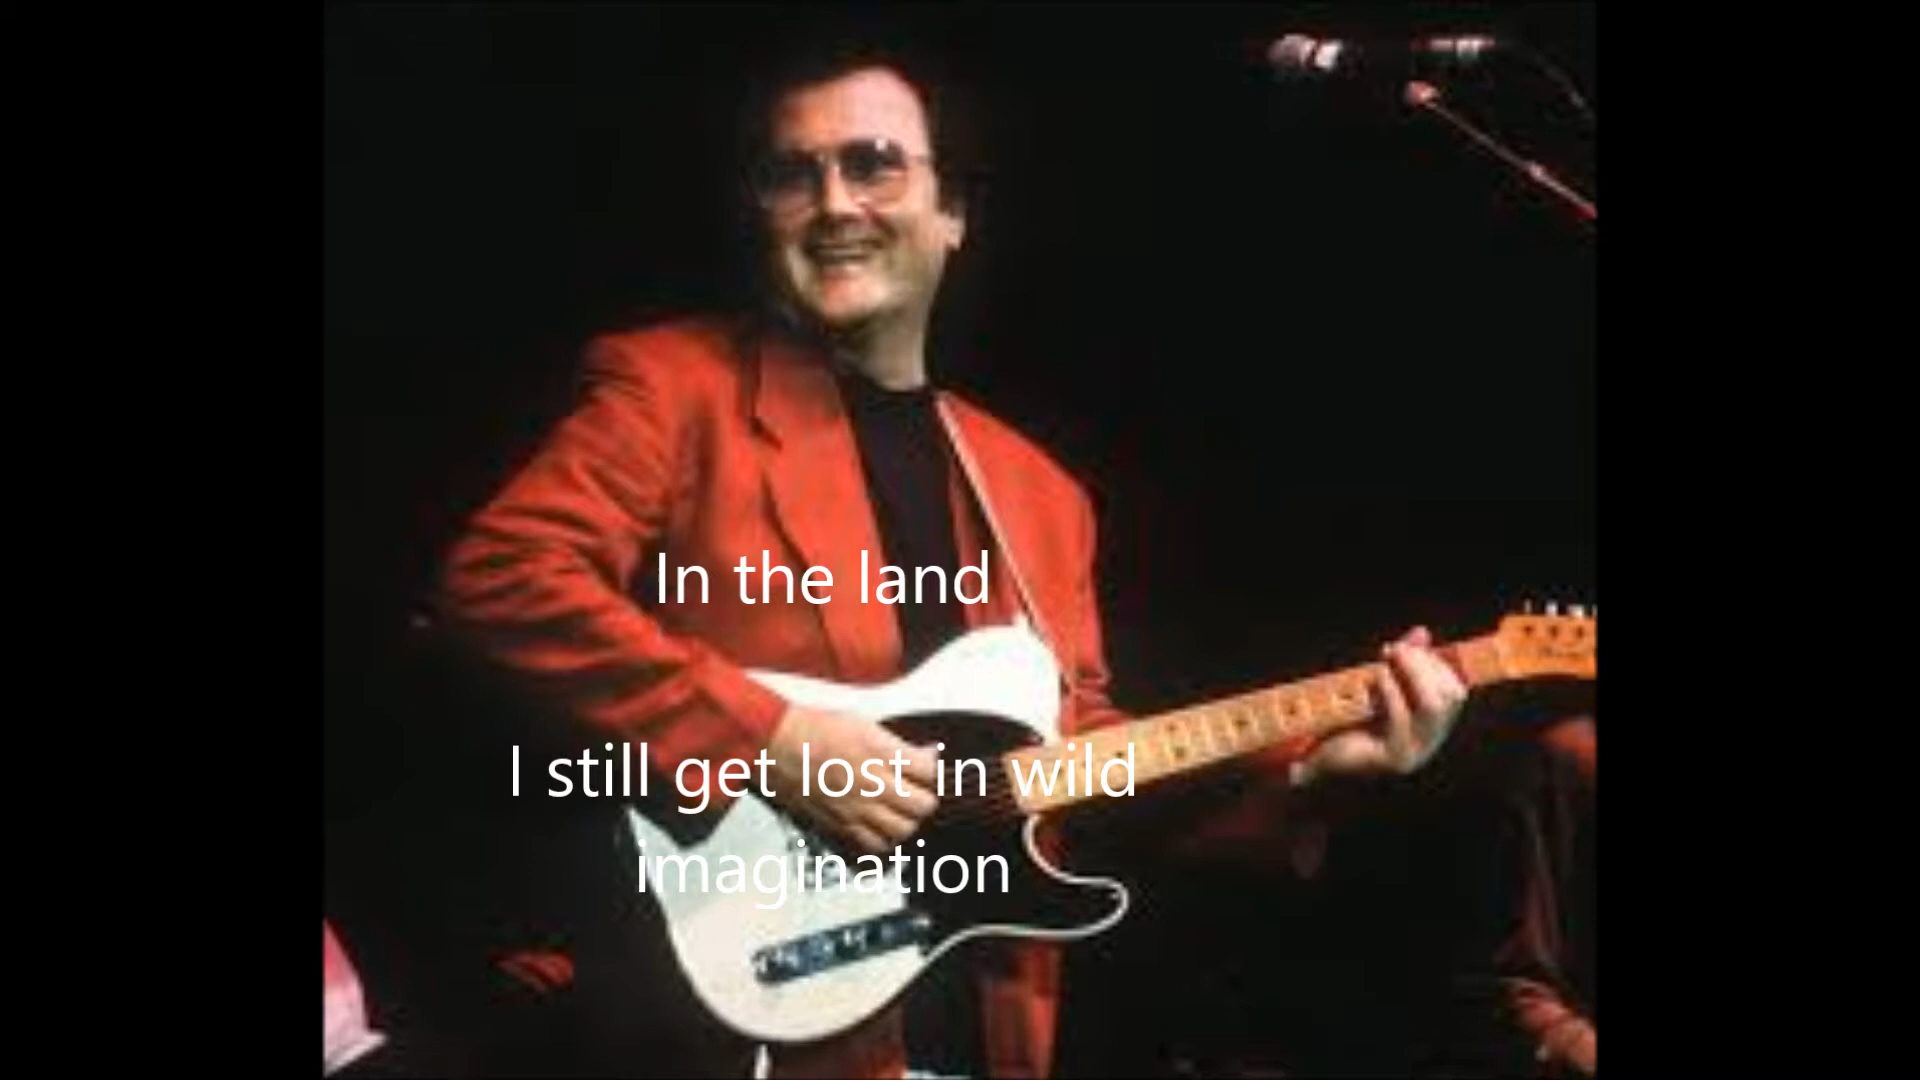 In the land
I still get lost in wild
imagination